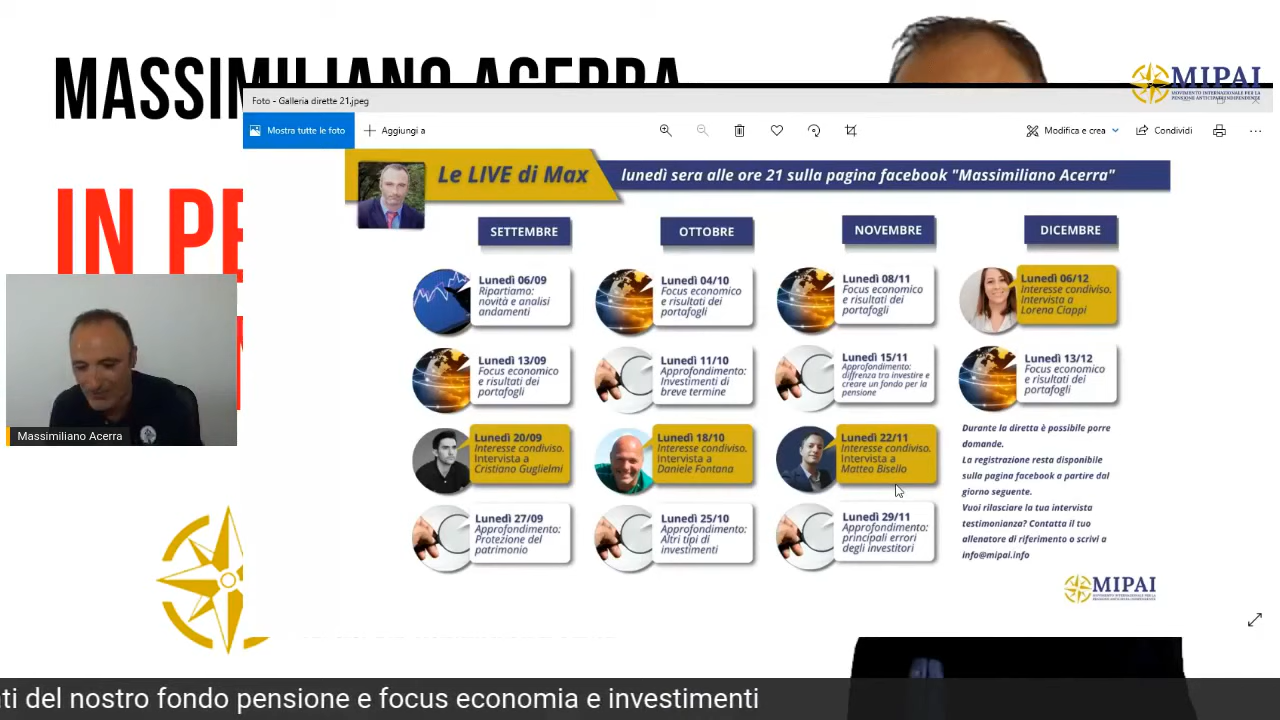 MASSIMILIANO ACERRA
IN PE
MIPAI
MOVIMENTO INTERNAZIONALE PER LA
PENSIONE ANTICIPATA INDIPENDENTE
Foto - Galleria dirette 21.jpeg
Mostra tutte le foto
Aggiungi a
Modifica e crea
Condividi
Le LIVE di Max
lunedì sera alle ore 21 sulla pagina facebook "Massimiliano Acerra"
SETTEMBRE
Lunedì 06/09
Ripartiamo:
novità e analisi
andamenti
Lunedì 13/09
Focus economico
e risultati dei
portafogli
Lunedì 20/09
Interesse condiviso.
Intervista a
Cristiano Guglielmi
Lunedì 27/09
Approfondimento:
Protezione del
patrimonio
OTTOBRE
Lunedì 04/10
Focus economico
e risultati dei
portafogli
Lunedì 11/10
Approfondimento:
Investimenti di
breve termine
Lunedì 18/10
Interesse condiviso.
Intervista a
Daniele Fontana
Lunedì 25/10
Approfondimento:
Altri tipi di
investimenti
NOVEMBRE
Lunedì 08/11
Focus economico
e risultati dei
portafogli
Lunedì 15/11
Approfondimento:
diffrenza tra investire e
creare un fondo per la
pensione
Lunedì 22/11
Interesse condiviso.
Intervista a
Matteo Bisello
Lunedì 29/11
Approfondimento:
principali errori
degli investitori
DICEMBRE
Lunedì 06/12
Interesse condiviso.
Intervista a
Lorena Ciappi
Lunedì 13/12
Focus economico
e risultati dei
portafogli
Durante la diretta è possibile porre
domande.
La registrazione resta disponibile
sulla pagina facebook a partire dal
giorno seguente.
Vuoi rilasciare la tua intervista
testimonianza? Contatta il tuo
allenatore di riferimento o scrivi a
info@mipai.info
MIPAI
Massimiliano Acerra
ti del nostro fondo pensione e focus economia e investimenti